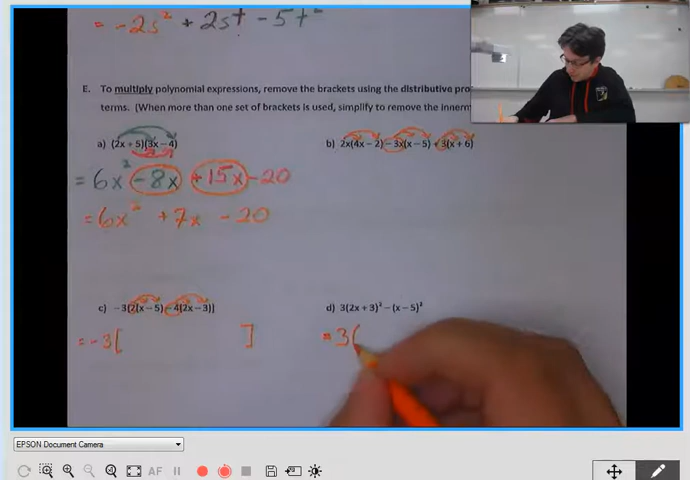 = -2s² + 2st - 5t²
E. To multiply polynomial expressions, remove the brackets using the distributive pro
terms. (When more than one set of brackets is used, simplify to remove the innerm
a) (2x + 5)(3x - 4)
b) 2x(4x - 2) - 3x(x - 5) + 3(x + 6)
= 6x² - 8x + 15x - 20
= 6x² + 7x - 20
c) -3[2(x - 5) - 4(2x - 3)]
d) 3(2x + 3)² - (x - 5)²
= -3[ ]
= 3(
EPSON Document Camera
AF